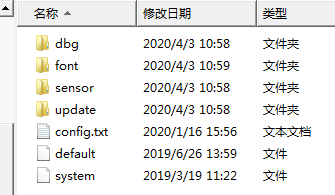 名称 修改日期 类型
dbg 2020/4/3 10:58 文件夹
font 2020/4/3 10:59 文件夹
sensor 2020/4/3 10:58 文件夹
update 2020/4/3 10:58 文件夹
config.txt 2020/1/16 15:56 文本文档
default 2019/6/26 13:59 文件
system 2019/3/19 11:22 文件